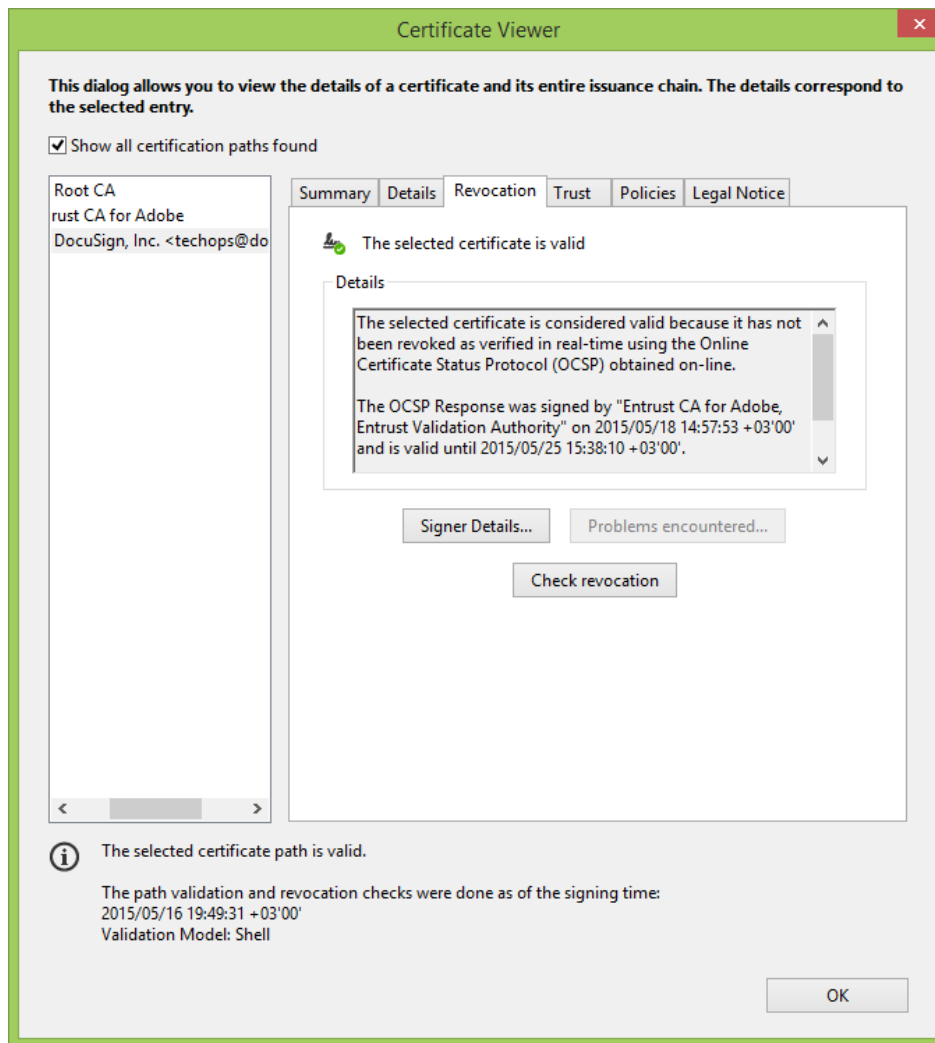 Certificate Viewer
This dialog allows you to view the details of a certificate and its entire issuance chain. The details correspond to
the selected entry.
Show all certification paths found
Root CA
rust CA for Adobe
DocuSign, Inc. <techops@do
Summary Details Revocation Trust Policies Legal Notice
The selected certificate is valid
Details
The selected certificate is considered valid because it has not
been revoked as verified in real-time using the Online
Certificate Status Protocol (OCSP) obtained on-line.
The OCSP Response was signed by "Entrust CA for Adobe,
Entrust Validation Authority" on 2015/05/18 14:57:53 +03'00'
and is valid until 2015/05/25 15:38:10 +03'00'.
Signer Details... Problems encountered...
Check revocation
The selected certificate path is valid.
The path validation and revocation checks were done as of the signing time:
2015/05/16 19:49:31 +03'00'
Validation Model: Shell
OK